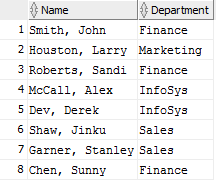 Name Department
1 Smith, John Finance
2 Houston, Larry Marketing
3 Roberts, Sandi Finance
4 McCall, Alex InfoSys
5 Dev, Derek InfoSys
6 Shaw, Jinku Sales
7 Garner, Stanley Sales
8 Chen, Sunny Finance